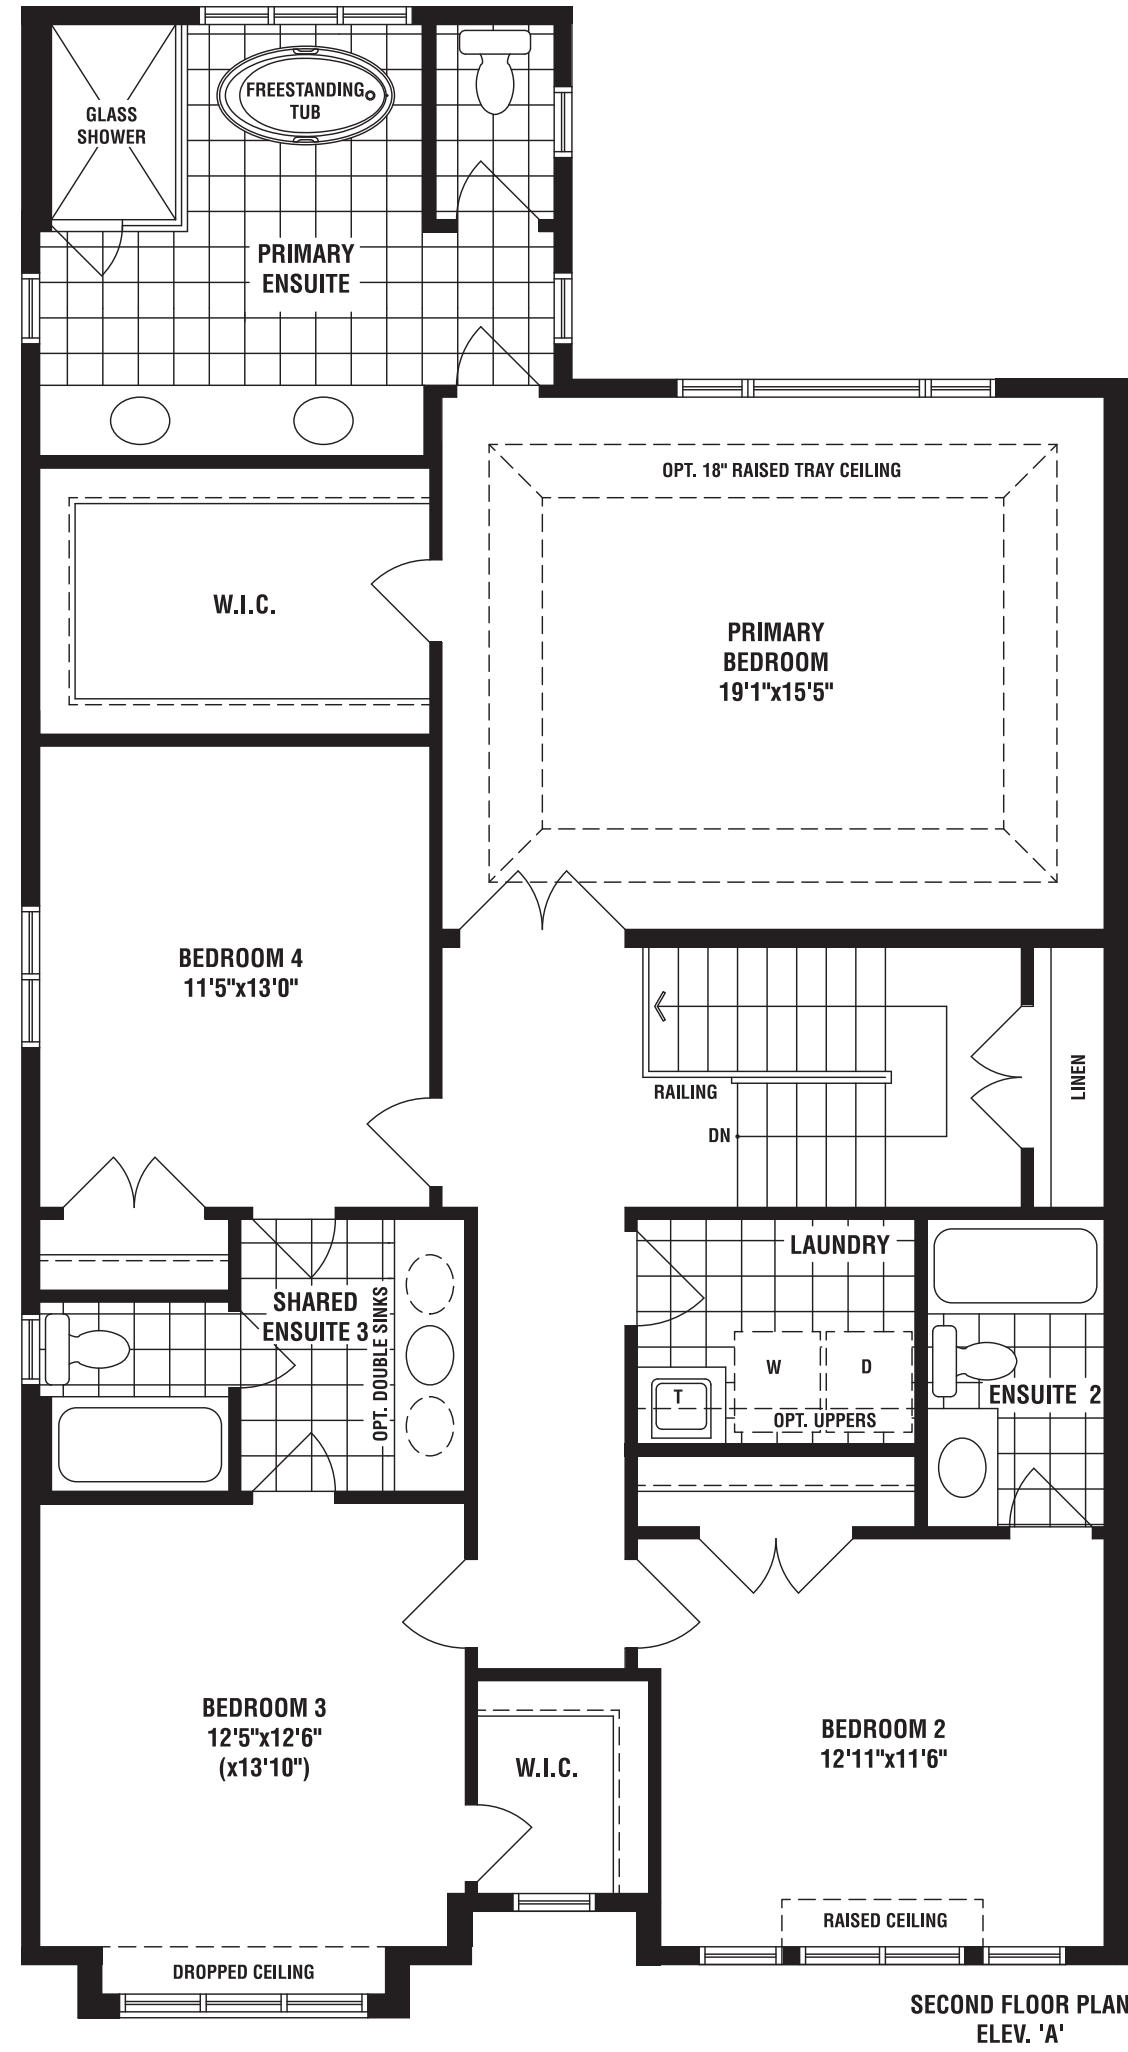 GLASS
SHOWER
FREESTANDING
TUB
PRIMARY
ENSUITE
OPT. 18" RAISED TRAY CEILING
W.I.C.
PRIMARY
BEDROOM
19'1"x15'5"
BEDROOM 4
11'5"x13'0"
RAILING
DN
LINEN
LAUNDRY
W
D
T
OPT. UPPERS
SHARED
ENSUITE 3
OPT. DOUBLE SINKS
ENSUITE 2
BEDROOM 3
12'5"x12'6"
(x13'10")
W.I.C.
BEDROOM 2
12'11"x11'6"
RAISED CEILING
DROPPED CEILING
SECOND FLOOR PLAN
ELEV. 'A'